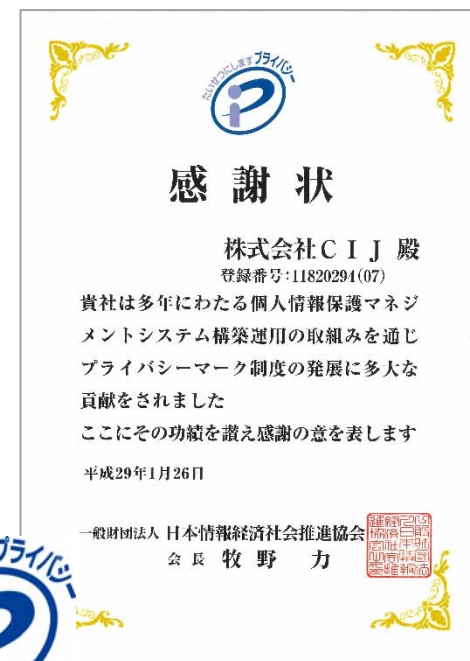 たいせつにしますプライバシー
感謝状
株式会社CIJ 殿
登録番号:11820294(07)
貴社は多年にわたる個人情報保護マネジ
メントシステム構築運用の取組みを通じ
プライバシーマーク制度の発展に多大な
貢献をされました
ここにその功績を讃え感謝の意を表します
平成29年1月26日
一般財団法人 日本情報経済社会推進協会
会長 牧野 力
プライバシー